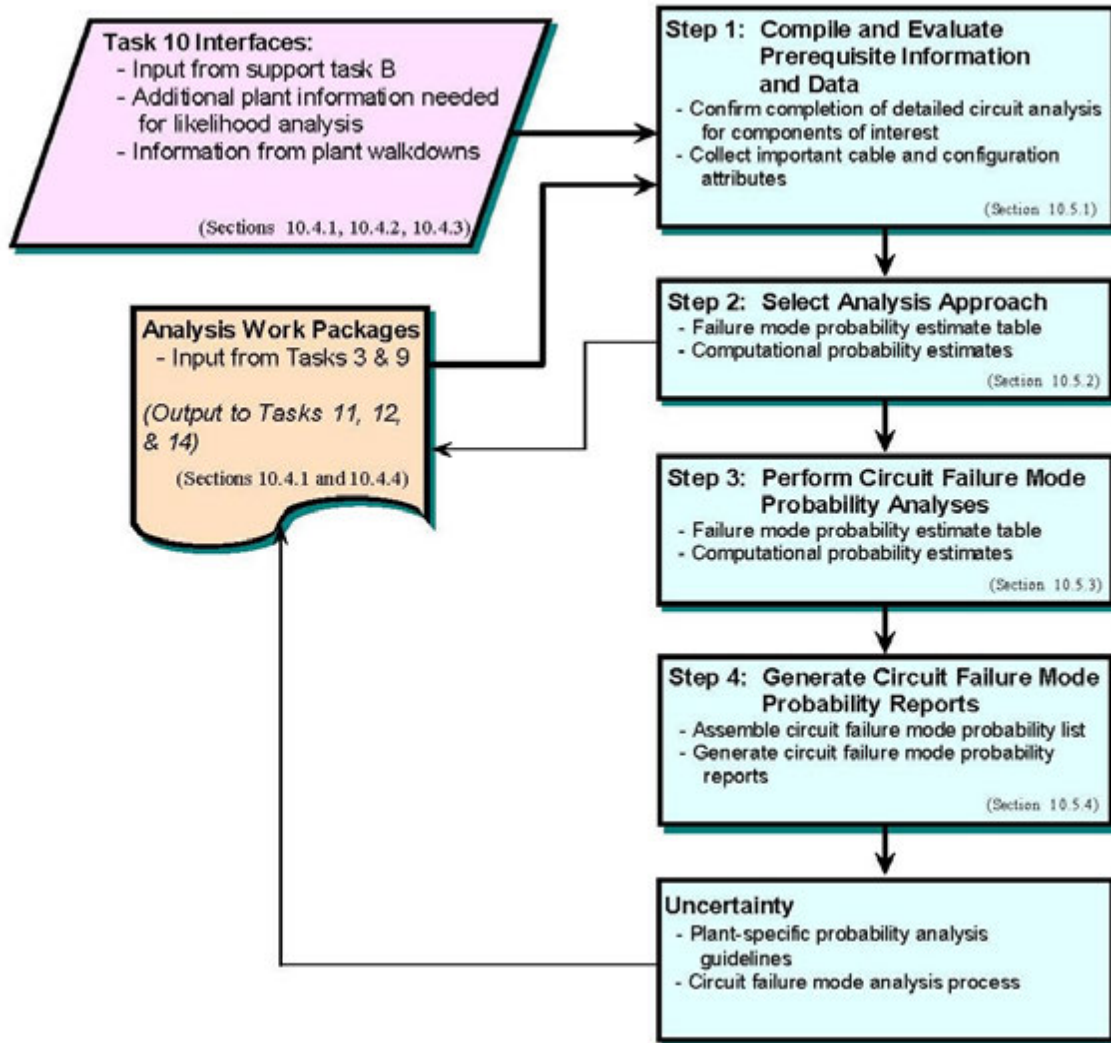 Task 10 Interfaces:
- Input from support task B
- Additional plant information needed
for likelihood analysis
- Information from plant walkdowns
(Sections 10.4.1, 10.4.2, 10.4.3)
Analysis Work Packages
- Input from Tasks 3 & 9
(Output to Tasks 11, 12,
& 14)
(Sections 10.4.1 and 10.4.4)
Step 1: Compile and Evaluate
Prerequisite Information
and Data
- Confirm completion of detailed circuit analysis
for components of interest
- Collect important cable and configuration
attributes
(Section 10.5.1)
Step 2: Select Analysis Approach
- Failure mode probability estimate table
- Computational probability estimates
(Section 10.5.2)
Step 3: Perform Circuit Failure Mode
Probability Analyses
- Failure mode probability estimate table
- Computational probability estimates
(Section 10.5.3)
Step 4: Generate Circuit Failure Mode
Probability Reports
- Assemble circuit failure mode probability list
- Generate circuit failure mode probability
reports
(Section 10.5.4)
Uncertainty
- Plant-specific probability analysis
guidelines
- Circuit failure mode analysis process